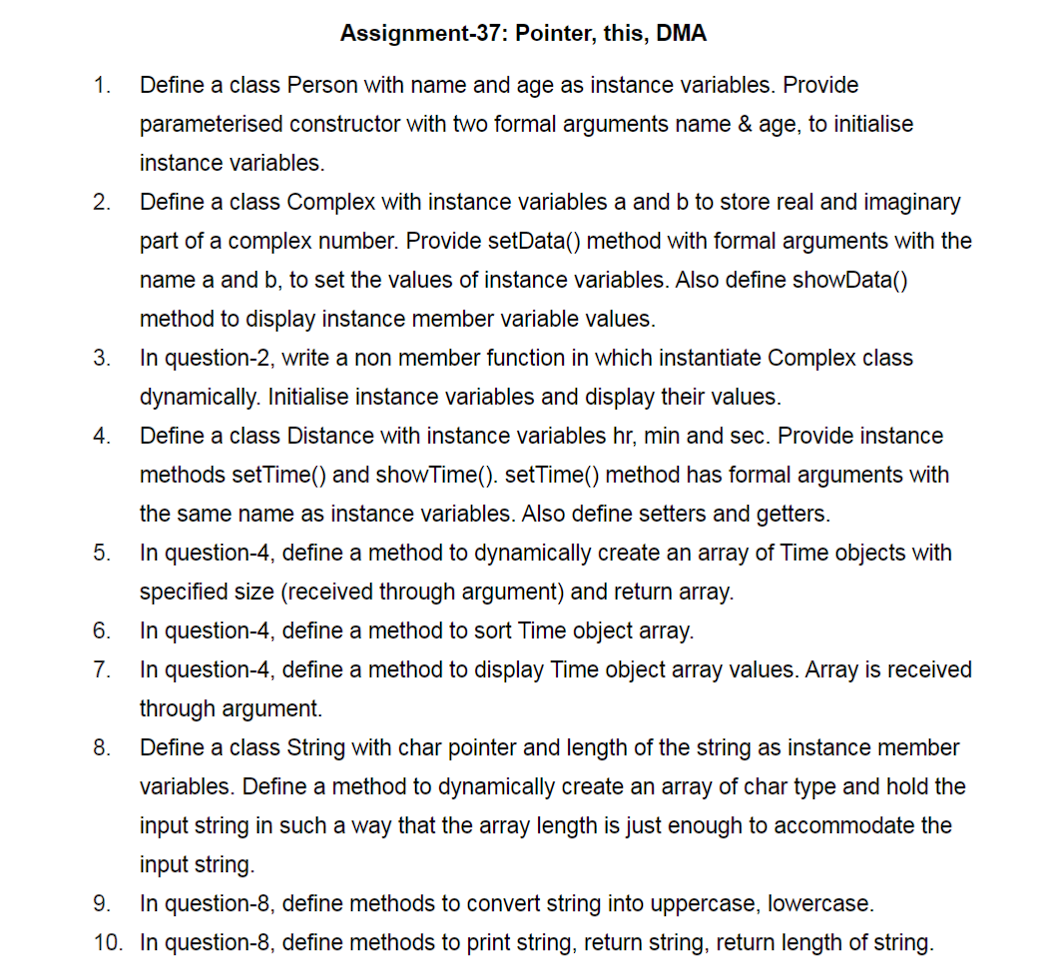 Assignment-37: Pointer, this, DMA
1. Define a class Person with name and age as instance variables. Provide
parameterised constructor with two formal arguments name & age, to initialise
instance variables.
2. Define a class Complex with instance variables a and b to store real and imaginary
part of a complex number. Provide setData() method with formal arguments with the
name a and b, to set the values of instance variables. Also define showData()
method to display instance member variable values.
3. In question-2, write a non member function in which instantiate Complex class
dynamically. Initialise instance variables and display their values.
4. Define a class Distance with instance variables hr, min and sec. Provide instance
methods setTime() and showTime(). setTime() method has formal arguments with
the same name as instance variables. Also define setters and getters.
5. In question-4, define a method to dynamically create an array of Time objects with
specified size (received through argument) and return array.
6. In question-4, define a method to sort Time object array.
7. In question-4, define a method to display Time object array values. Array is received
through argument.
8. Define a class String with char pointer and length of the string as instance member
variables. Define a method to dynamically create an array of char type and hold the
input string in such a way that the array length is just enough to accommodate the
input string.
9. In question-8, define methods to convert string into uppercase, lowercase.
10. In question-8, define methods to print string, return string, return length of string.